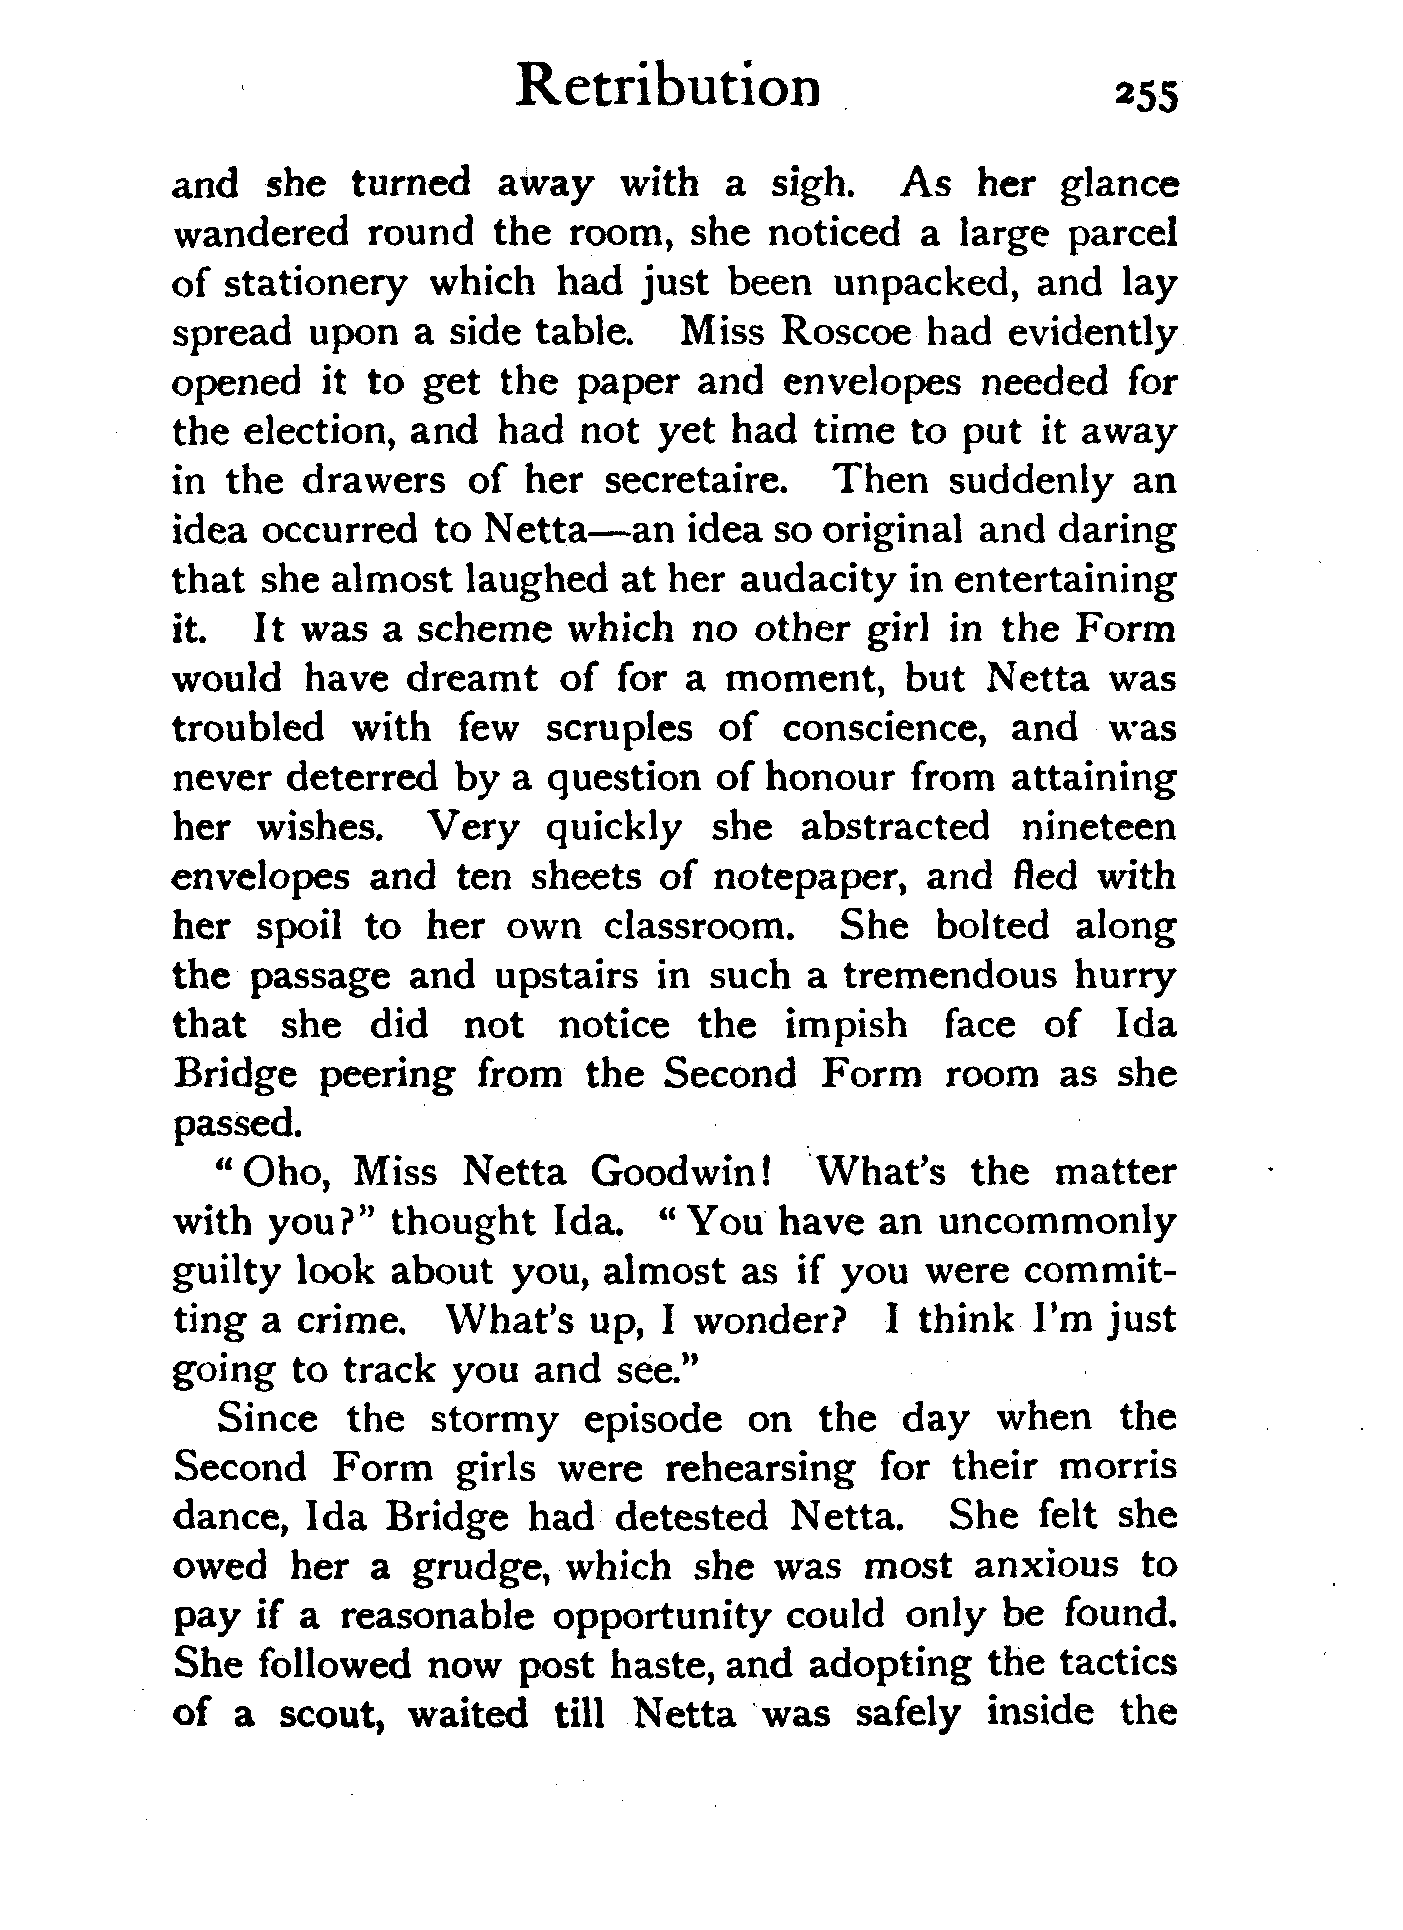 Retribution 255
and she turned away with a sigh. As her glance
wandered round the room, she noticed a large parcel
of stationery which had just been unpacked, and lay
spread upon a side table. Miss Roscoe had evidently
opened it to get the paper and envelopes needed for
the election, and had not yet had time to put it away
in the drawers of her secretaire. Then suddenly an
idea occurred to Netta—an idea so original and daring
that she almost laughed at her audacity in entertaining
it. It was a scheme which no other girl in the Form
would have dreamt of for a moment, but Netta was
troubled with few scruples of conscience, and was
never deterred by a question of honour from attaining
her wishes. Very quickly she abstracted nineteen
envelopes and ten sheets of notepaper, and fled with
her spoil to her own classroom. She bolted along
the passage and upstairs in such a tremendous hurry
that she did not notice the impish face of Ida
Bridge peering from the Second Form room as she
passed.
"Oho, Miss Netta Goodwin! What's the matter
with you?" thought Ida. "You have an uncommonly
guilty look about you, almost as if you were commit-
ting a crime. What's up, I wonder? I think I'm just
going to track you and see."
Since the stormy episode on the day when the
Second Form girls were rehearsing for their morris
dance, Ida Bridge had detested Netta. She felt she
owed her a grudge, which she was most anxious to
pay if a reasonable opportunity could only be found.
She followed now post haste, and adopting the tactics
of a scout, waited till Netta was safely inside the